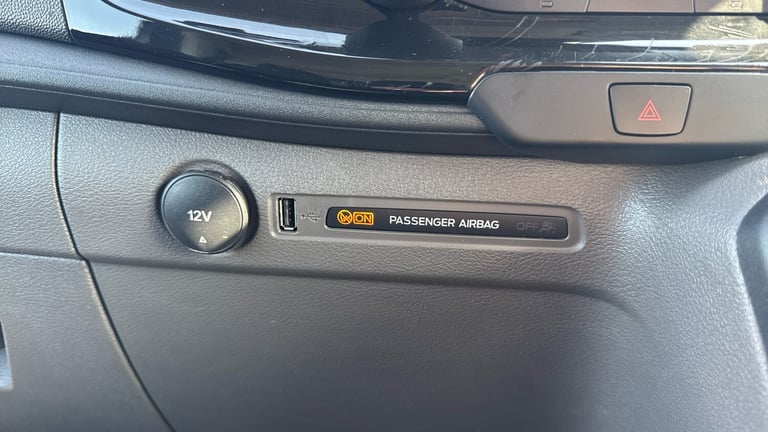 12V
ON PASSENGER AIRBAG OFF